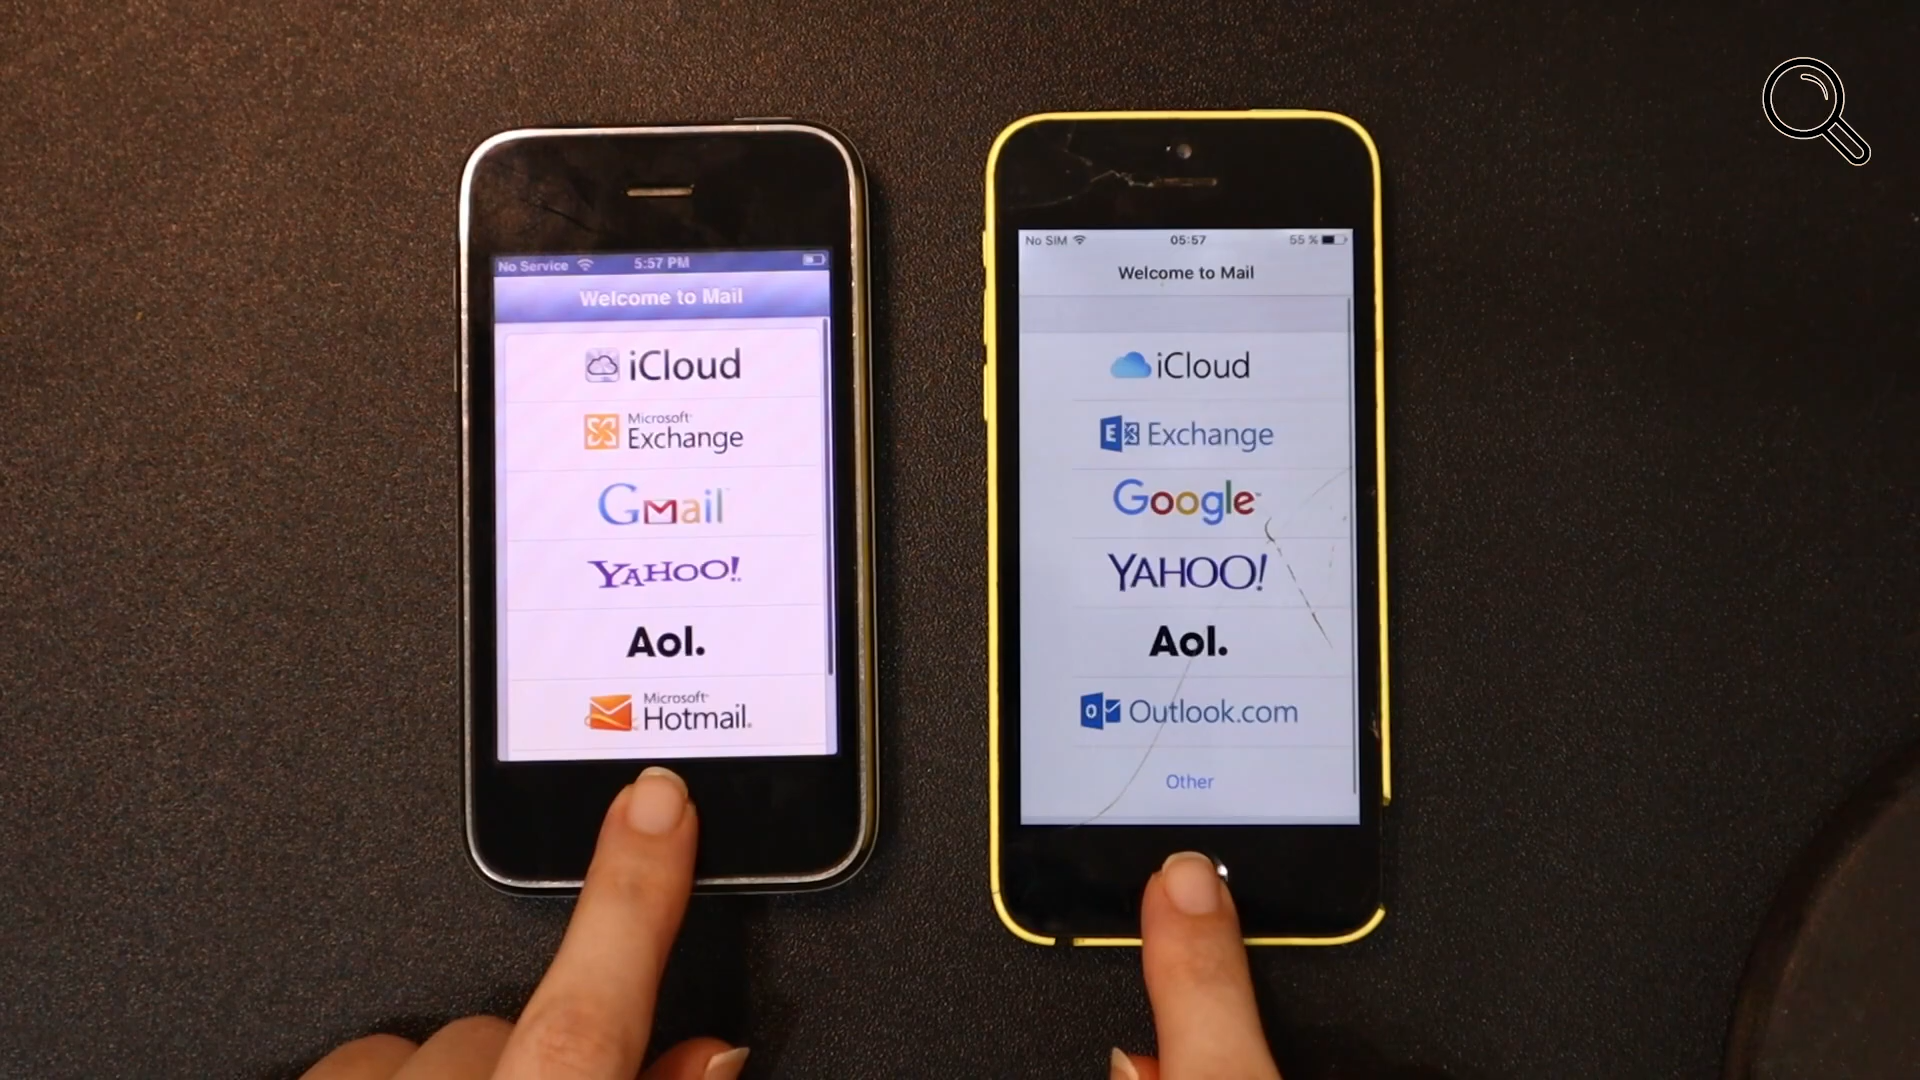 No Service 5:57 PM
Welcome to Mail
iCloud
Microsoft
Exchange
Gmail
YAHOO!
Aol.
Microsoft
Hotmail
No SIM 05:57 55 %
Welcome to Mail
iCloud
Exchange
Google
YAHOO!
Aol.
Outlook.com
Other